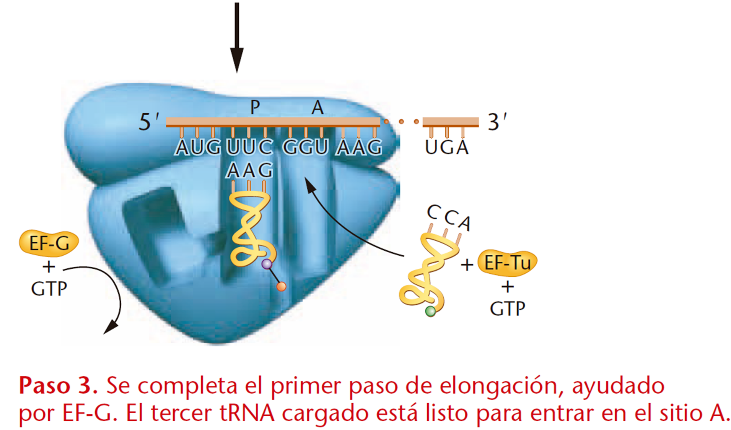 P A
5′ 3′
AUG UUC GGU AAG UGA
AAG
CCA
EF-G
+
GTP
+ EF-Tu
+
GTP
Paso 3. Se completa el primer paso de elongación, ayudado
por EF-G. El tercer tRNA cargado está listo para entrar en el sitio A.